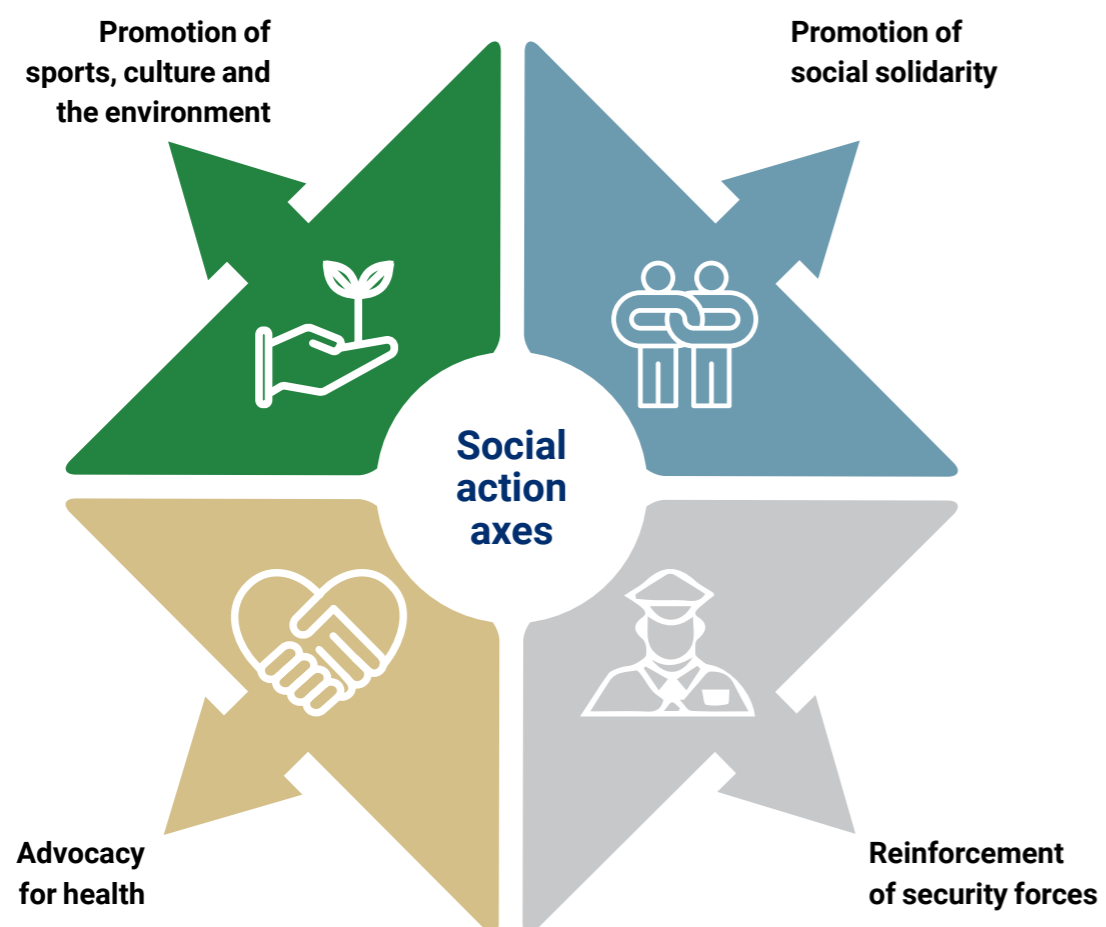 Promotion of
sports, culture and
the environment
Promotion of
social solidarity
Social
action
axes
Advocacy
for health
Reinforcement
of security forces